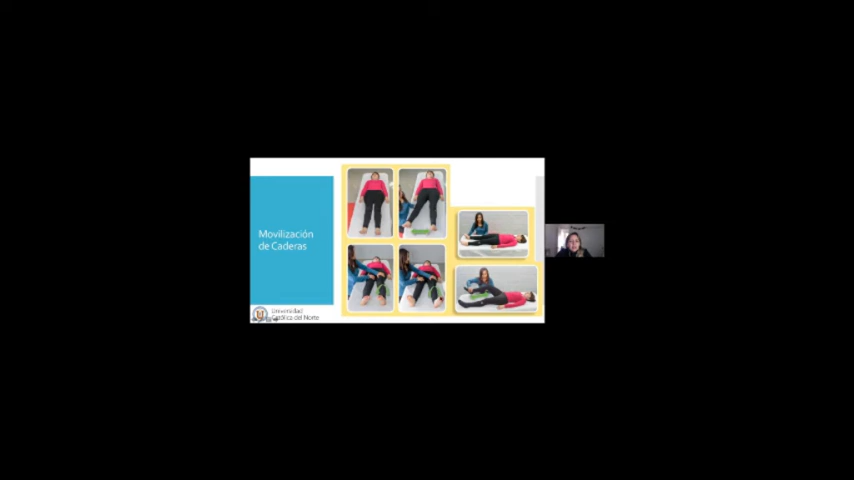 Movilización
de Caderas
Universidad
Católica del Norte